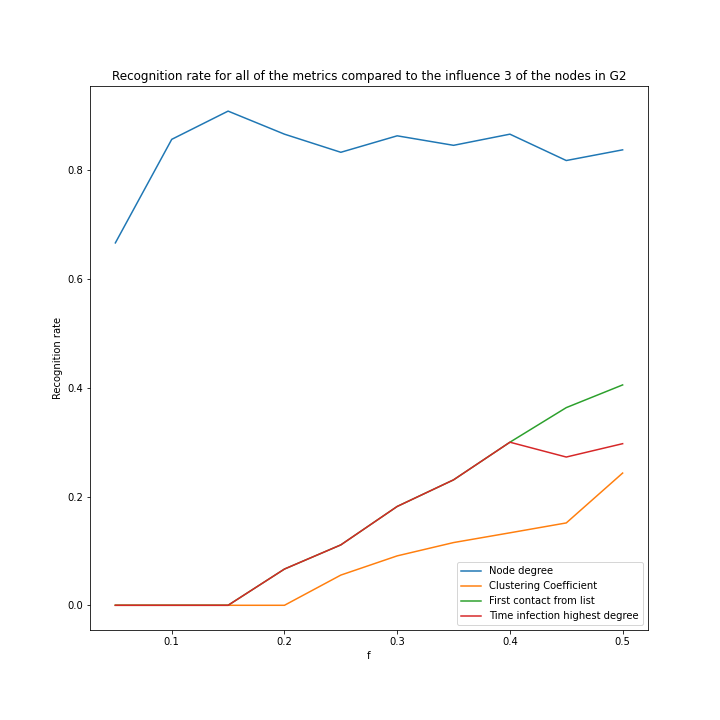 Recognition rate for all of the metrics compared to the influence 3 of the nodes in G2
Recognition rate
0.8
0.6
0.4
0.2
0.0
0.1
0.2
0.3
0.4
0.5
f
Node degree
Clustering Coefficient
First contact from list
Time infection highest degree